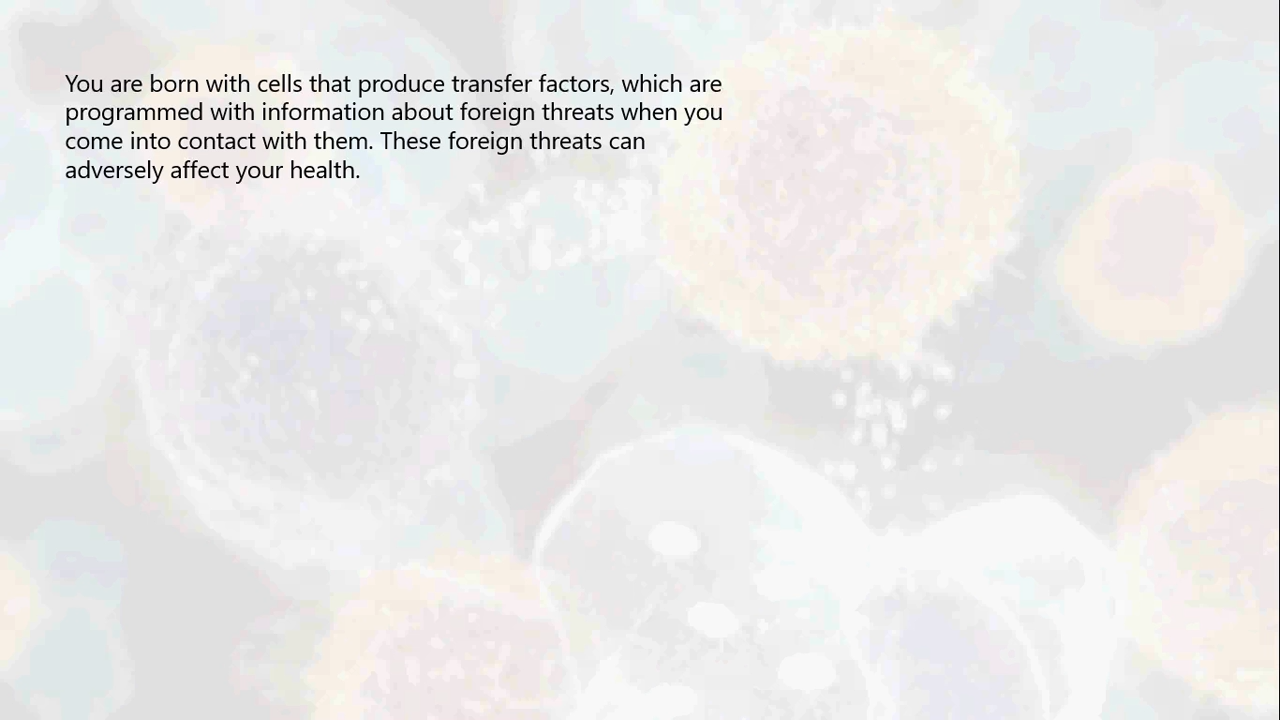 You are born with cells that produce transfer factors, which are
programmed with information about foreign threats when you
come into contact with them. These foreign threats can
adversely affect your health.